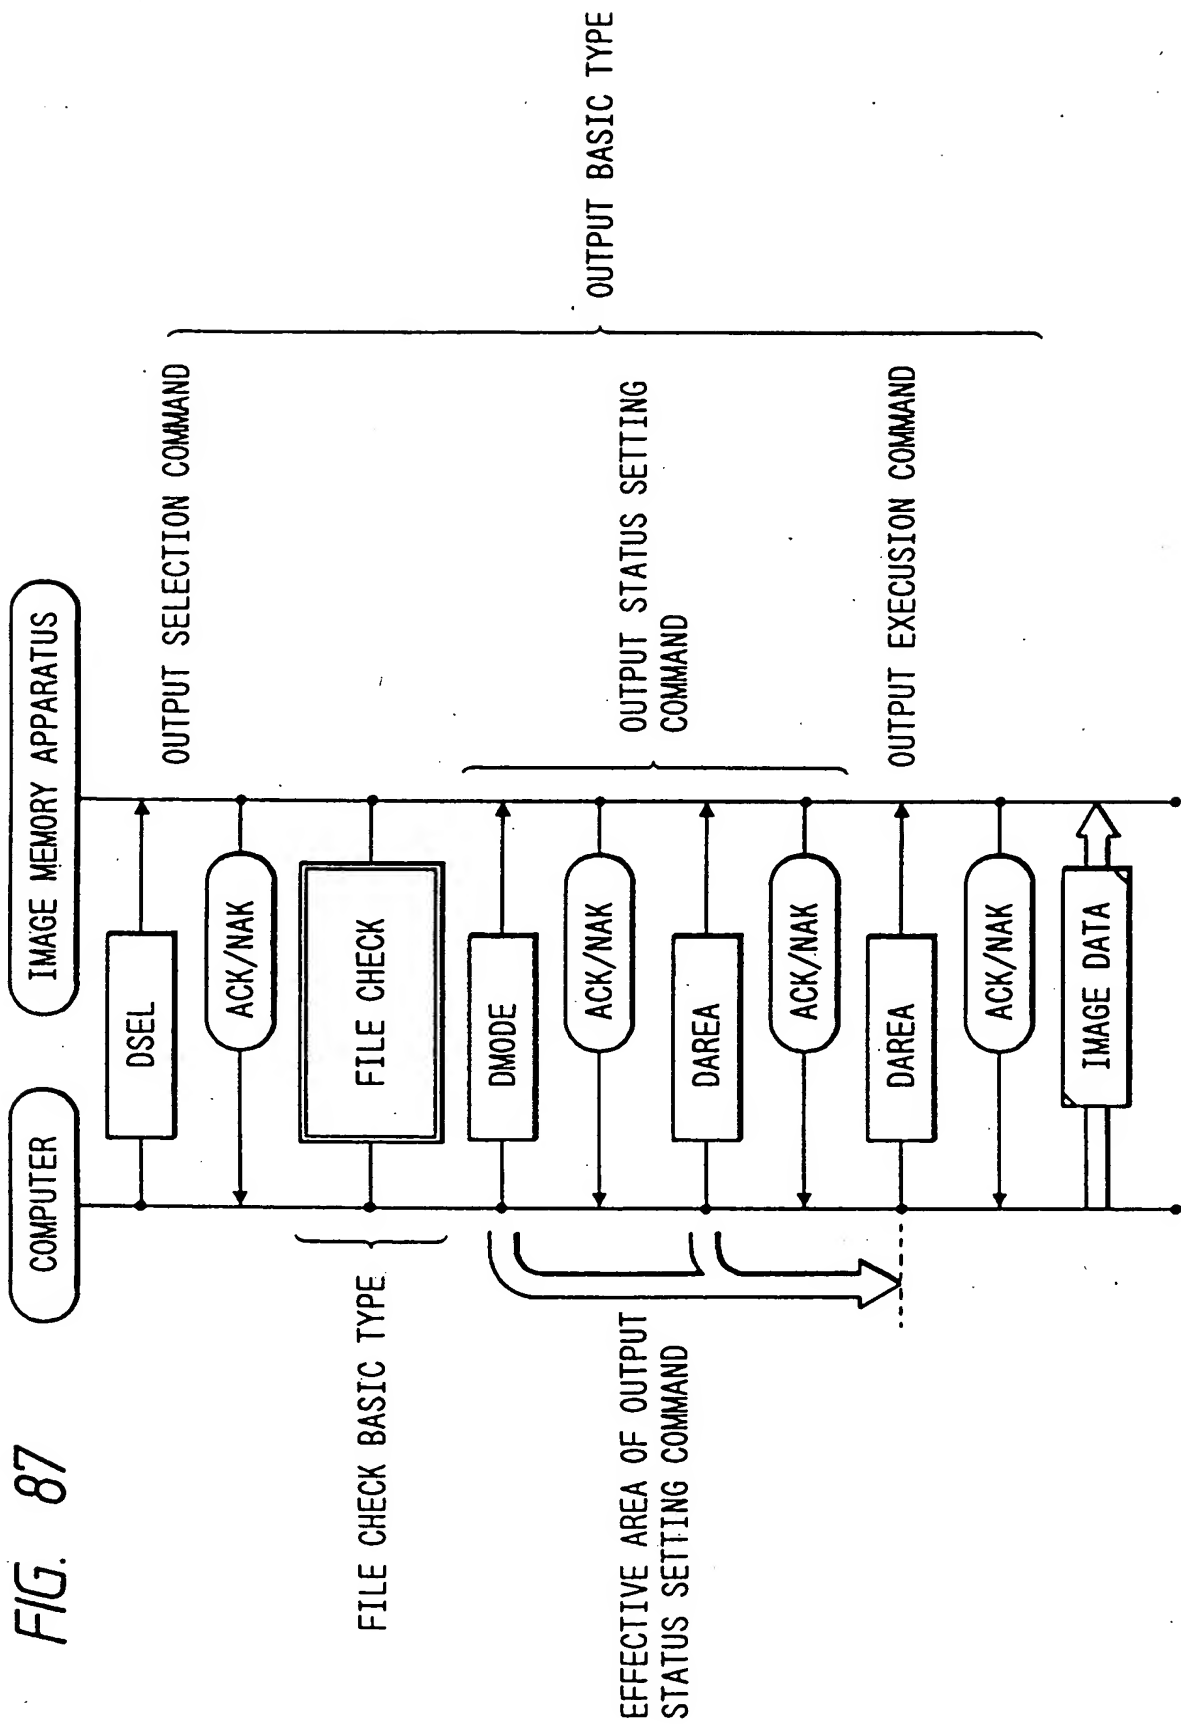 FIG. 87
COMPUTER
IMAGE MEMORY APPARATUS
DSEL
OUTPUT SELECTION COMMAND
ACK/NAK
FILE CHECK BASIC TYPE
FILE CHECK
DMODE
ACK/NAK
EFFECTIVE AREA OF OUTPUT
STATUS SETTING COMMAND
DAREA
OUTPUT STATUS SETTING
COMMAND
ACK/NAK
DAREA
OUTPUT EXECUSION COMMAND
ACK/NAK
IMAGE DATA
OUTPUT BASIC TYPE